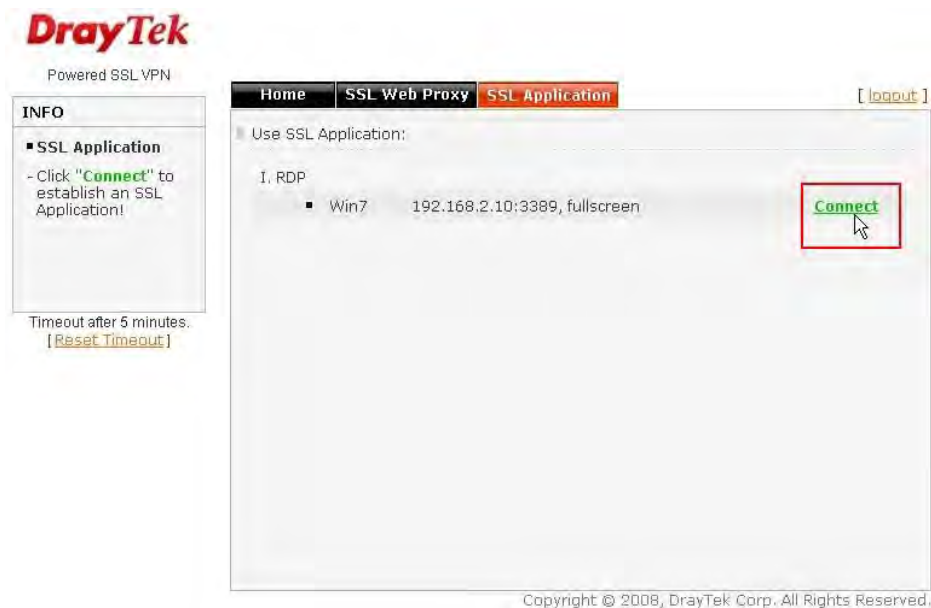 DrayTek
Powered SSL VPN
INFO
SSL Application
- Click "Connect" to
establish an SSL
Application!
Timeout after 5 minutes.
[Reset Timeout]
Home SSL Web Proxy SSL Application [ logout ]
Use SSL Application:
I. RDP
Win7 192.168.2.10:3389, fullscreen Connect
Copyright © 2008, DrayTek Corp. All Rights Reserved.